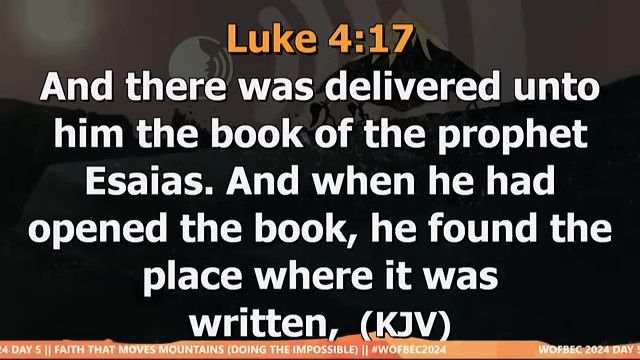 Luke 4:17
And there was delivered unto
him the book of the prophet
Esaias. And when he had
opened the book, he found the
place where it was
written, (KJV)
24 DAY 5 || FAITH THAT MOVES MOUNTAINS (DOING THE IMPOSSIBLE) || #WOFBEC2024 WOFBEC 2024 DAY 5